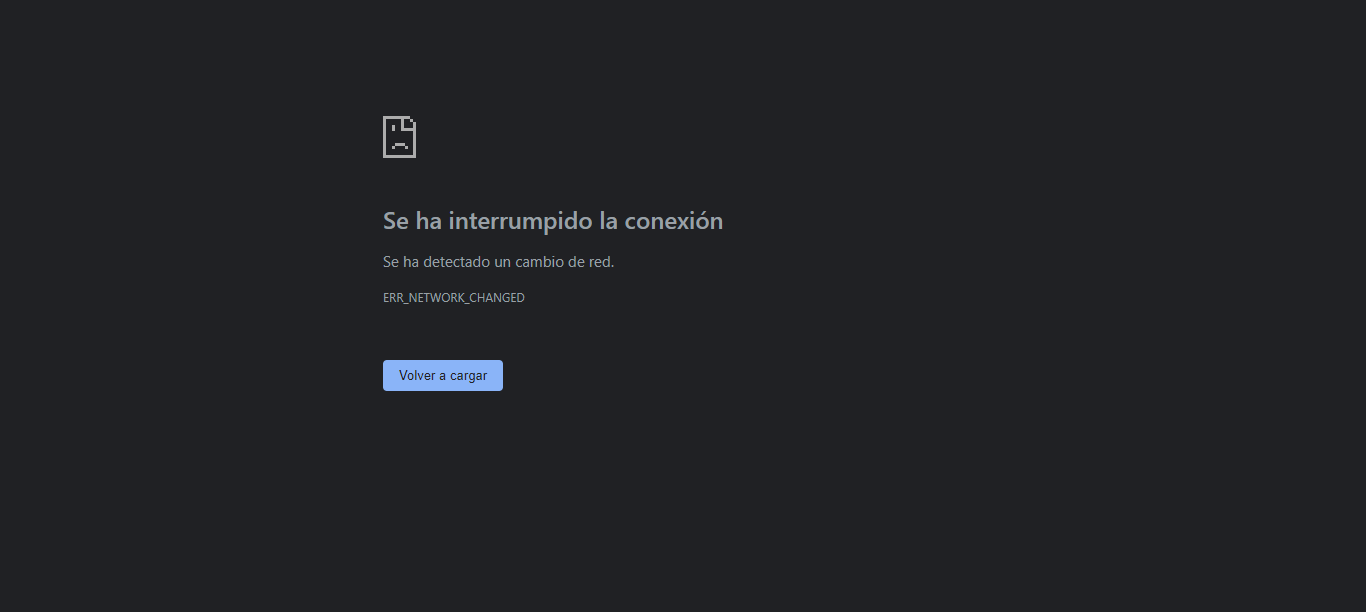 Se ha interrumpido la conexión
Se ha detectado un cambio de red.
ERR_NETWORK_CHANGED
Volver a cargar